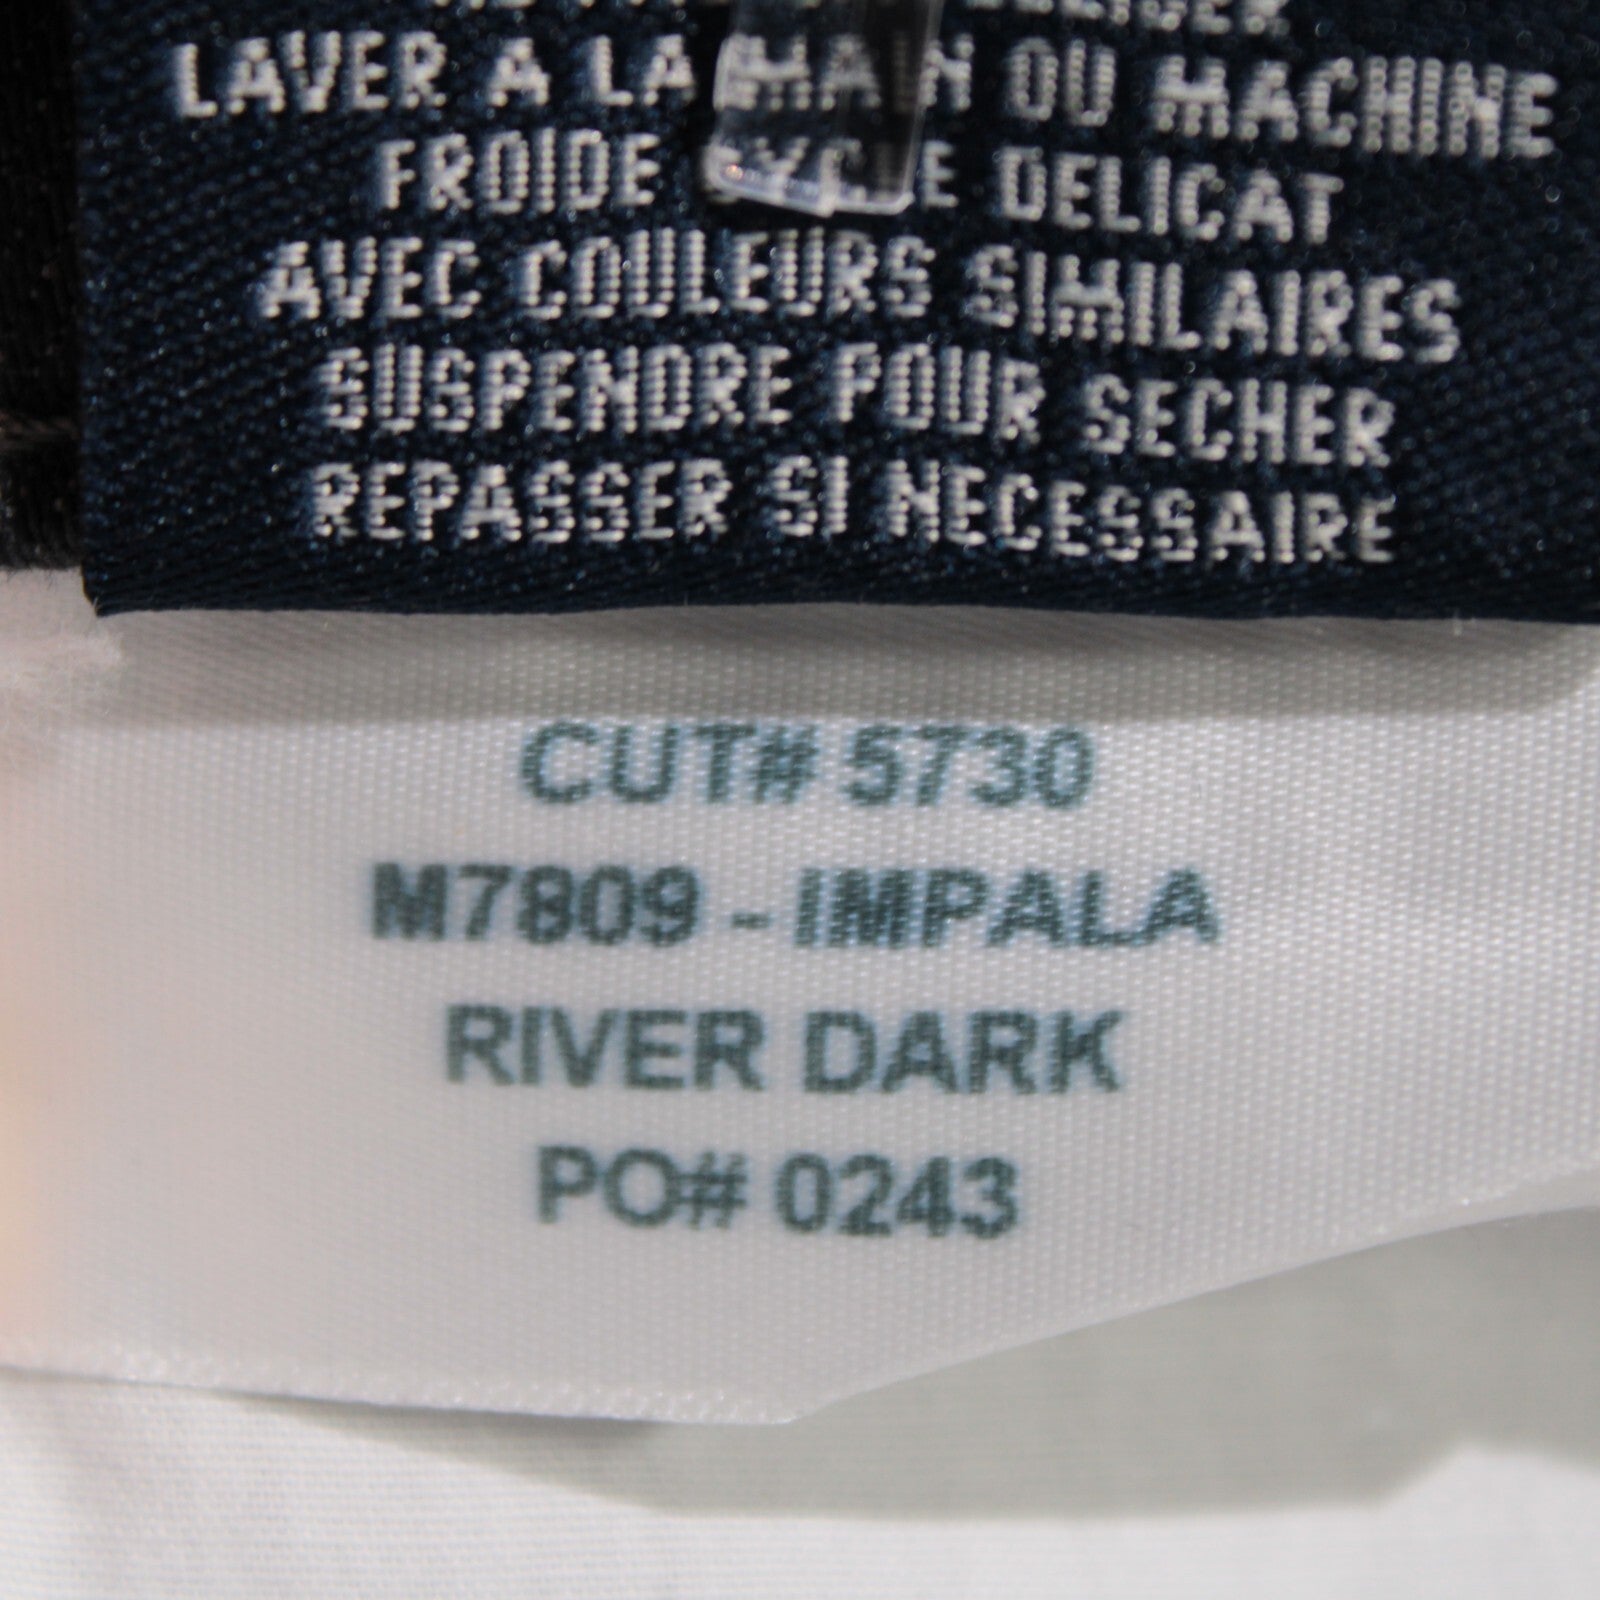 LAVER A LA MAIN OU MACHINE
FROIDE CYCLE DELICAT
AVEC COULEURS SIMILAIRES
SUSPENDRE POUR SECHER
REPASSER SI NECESSAIRE
CUT# 5730
M7809 - IMPALA
RIVER DARK
PO# 0243